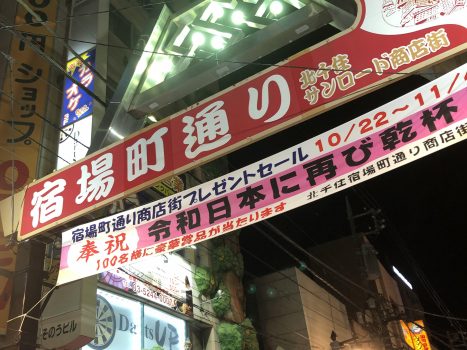 円ショップ。
カラオケ
宿場町通り
北千住
サンロード商店街
宿場町通り商店街プレゼントセール 10/22～11/
奉祝 令和日本に再び乾杯
100名様に豪華賞品が当たります
北千住宿場町通り商店街
そのうビル